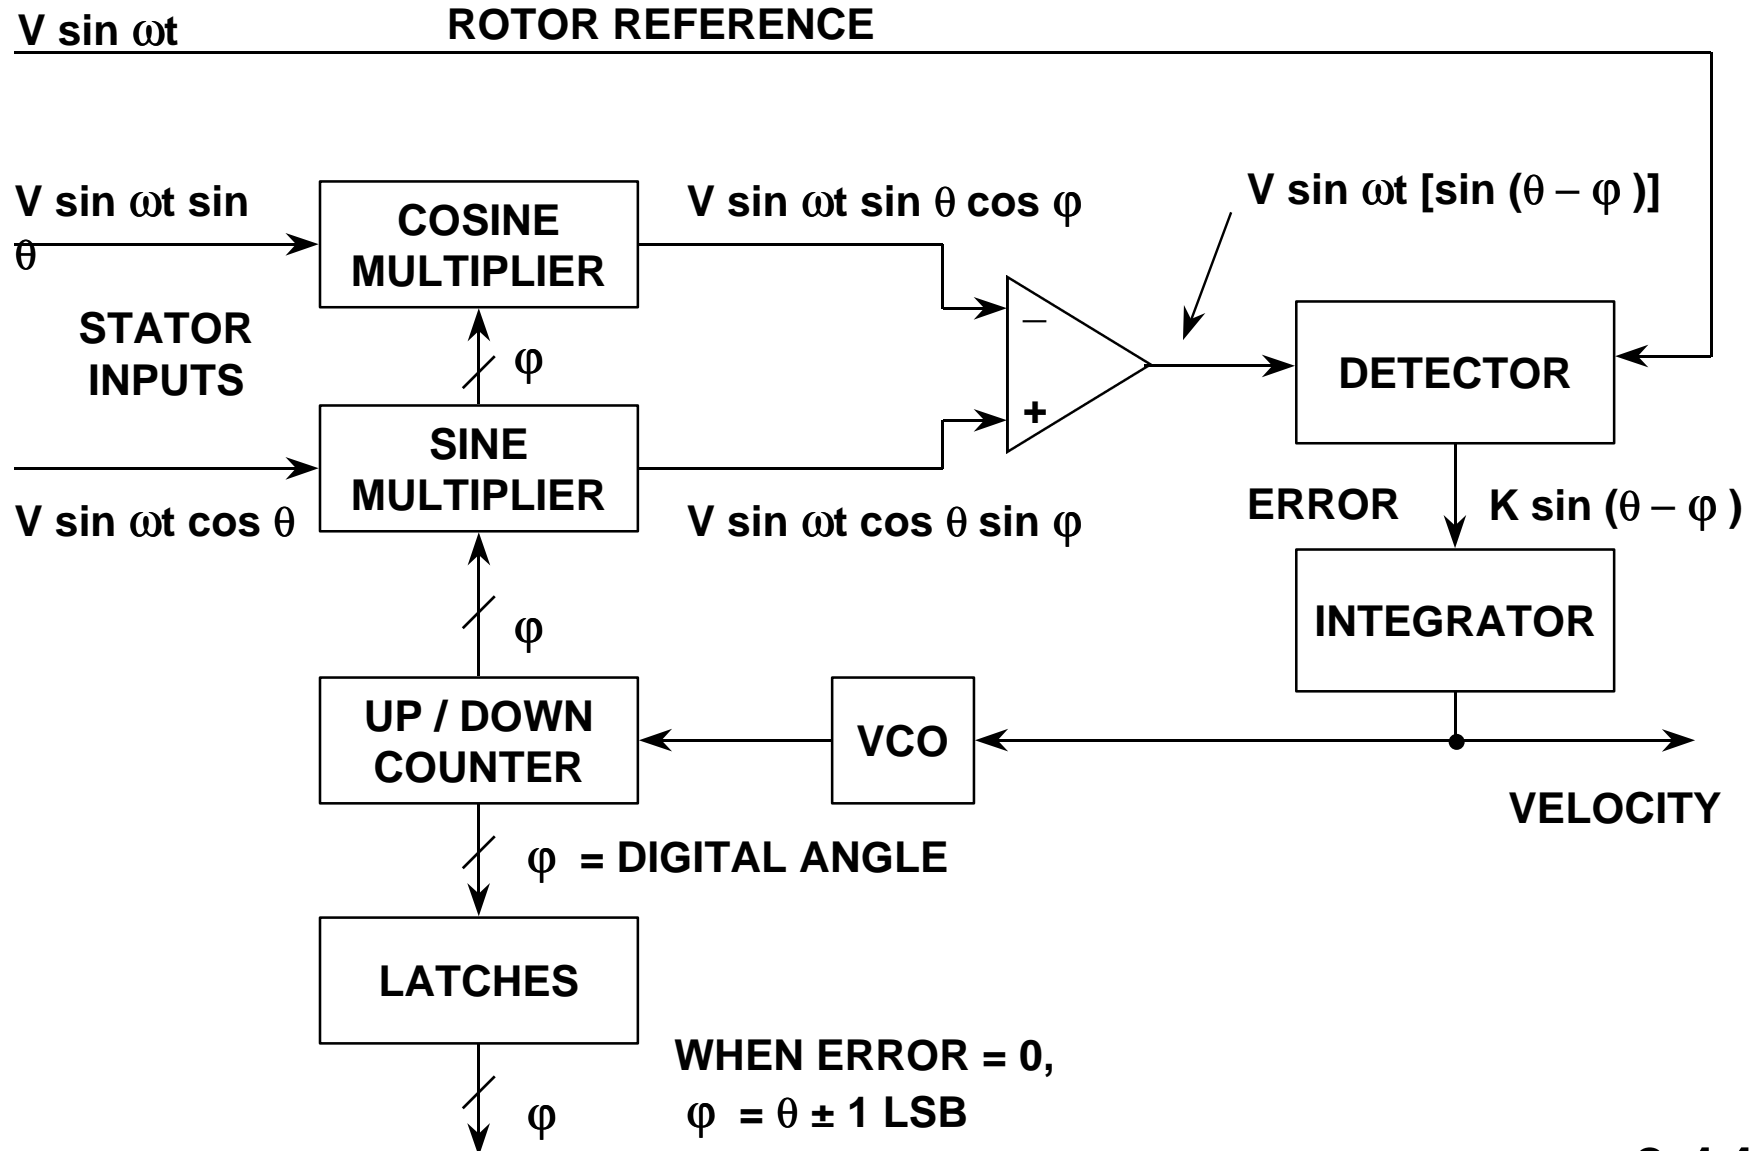 V sin ωt
ROTOR REFERENCE
V sin ωt sin
θ
COSINE
MULTIPLIER
V sin ωt sin θ cos φ
V sin ωt [sin (θ – φ )]
STATOR
INPUTS
φ
–
+
DETECTOR
SINE
MULTIPLIER
V sin ωt cos θ
V sin ωt cos θ sin φ
ERROR
K sin (θ – φ )
φ
INTEGRATOR
UP / DOWN
COUNTER
VCO
VELOCITY
φ = DIGITAL ANGLE
LATCHES
WHEN ERROR = 0,
φ = θ ± 1 LSB
φ